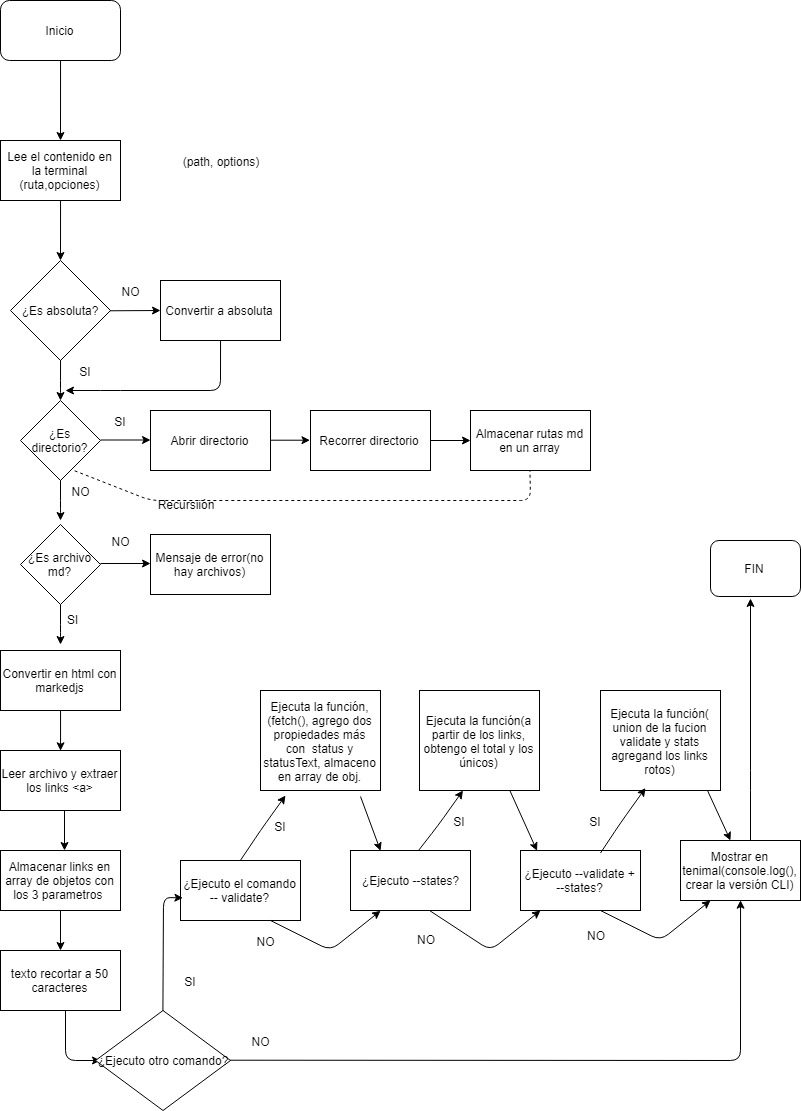 Inicio
Lee el contenido en
la terminal
(ruta,opciones)
(path, options)
¿Es absoluta?
NO
Convertir a absoluta
SI
¿Es
directorio?
SI
Abrir directorio
Recorrer directorio
Almacenar rutas md
en un array
NO
Recursiión
¿Es archivo
md?
NO
Mensaje de error(no
hay archivos)
FIN
SI
Convertir en html con
markedjs
Leer archivo y extraer
los links <a>
Almacenar links en
array de objetos con
los 3 parametros
texto recortar a 50
caracteres
¿Ejecuto otro comando?
SI
NO
¿Ejecuto el comando
-- validate?
SI
NO
Ejecuta la función,
(fetch(), agrego dos
propiedades más
con status y
statusText, almaceno
en array de obj.
¿Ejecuto --states?
SI
NO
Ejecuta la función(a
partir de los links,
obtengo el total y los
únicos)
¿Ejecuto --validate +
--states?
SI
NO
Ejecuta la función(
union de la fucion
validate y stats
agregand los links
rotos)
Mostrar en
tenimal(console.log(),
crear la versión CLI)